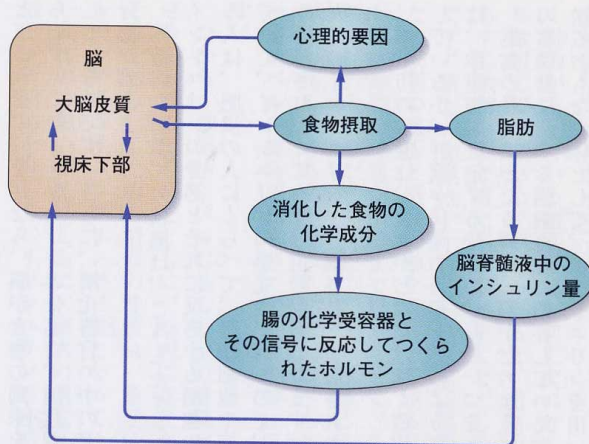 心理的要因
脳
大脳皮質
視床下部
食物摂取
脂肪
消化した食物の
化学成分
脳脊髄液中の
インシュリン量
腸の化学受容器と
その信号に反応してつくら
れたホルモン